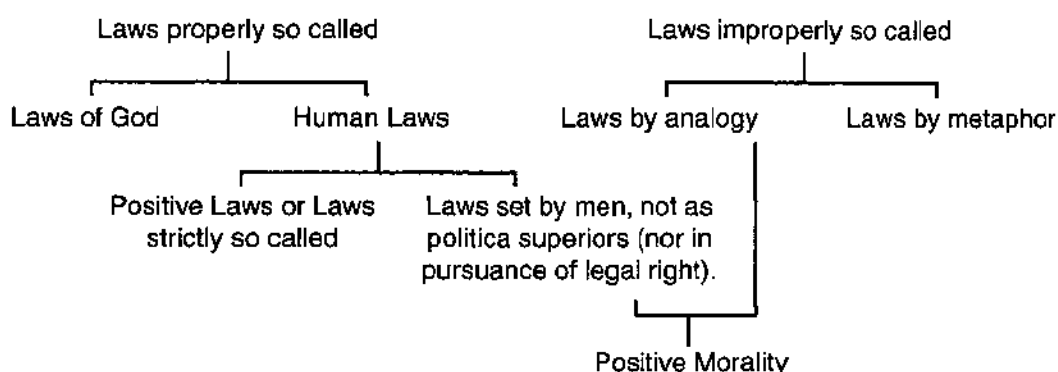 Laws properly so called
Laws improperly so called
Laws of God
Human Laws
Laws by analogy
Laws by metaphor
Positive Laws or Laws
strictly so called
Laws set by men, not as
politica superiors (nor in
pursuance of legal right).
Positive Morality